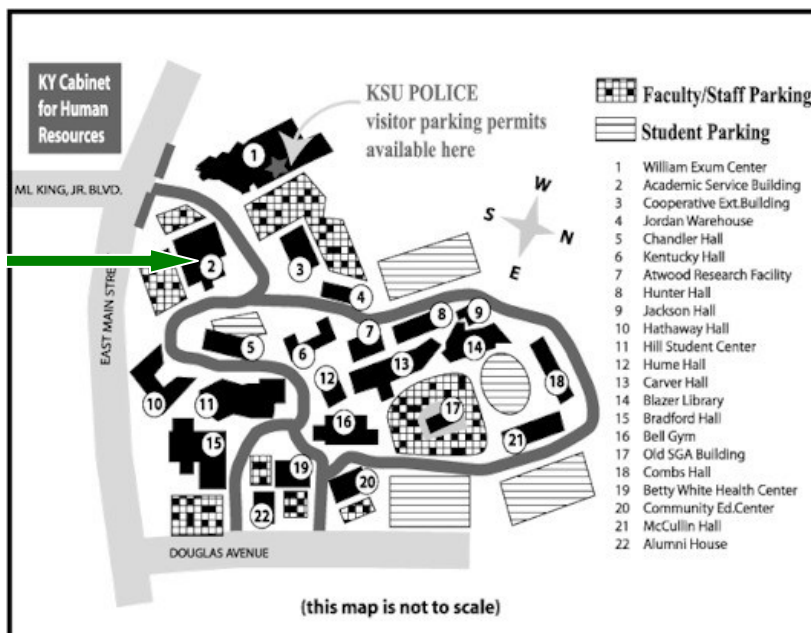 KY Cabinet
for Human
Resources
KSU POLICE
visitor parking permits
available here
Faculty/Staff Parking
Student Parking
ML KING, JR. BLVD.
EAST MAIN STREET
DOUGLAS AVENUE
W
S
N
E
1
2
3
4
5
6
7
8
9
10
11
12
13
14
15
16
17
18
19
20
21
22
1 William Exum Center
2 Academic Service Building
3 Cooperative Ext.Building
4 Jordan Warehouse
5 Chandler Hall
6 Kentucky Hall
7 Atwood Research Facility
8 Hunter Hall
9 Jackson Hall
10 Hathaway Hall
11 Hill Student Center
12 Hume Hall
13 Carver Hall
14 Blazer Library
15 Bradford Hall
16 Bell Gym
17 Old SGA Building
18 Combs Hall
19 Betty White Health Center
20 Community Ed.Center
21 McCullin Hall
22 Alumni House
(this map is not to scale)